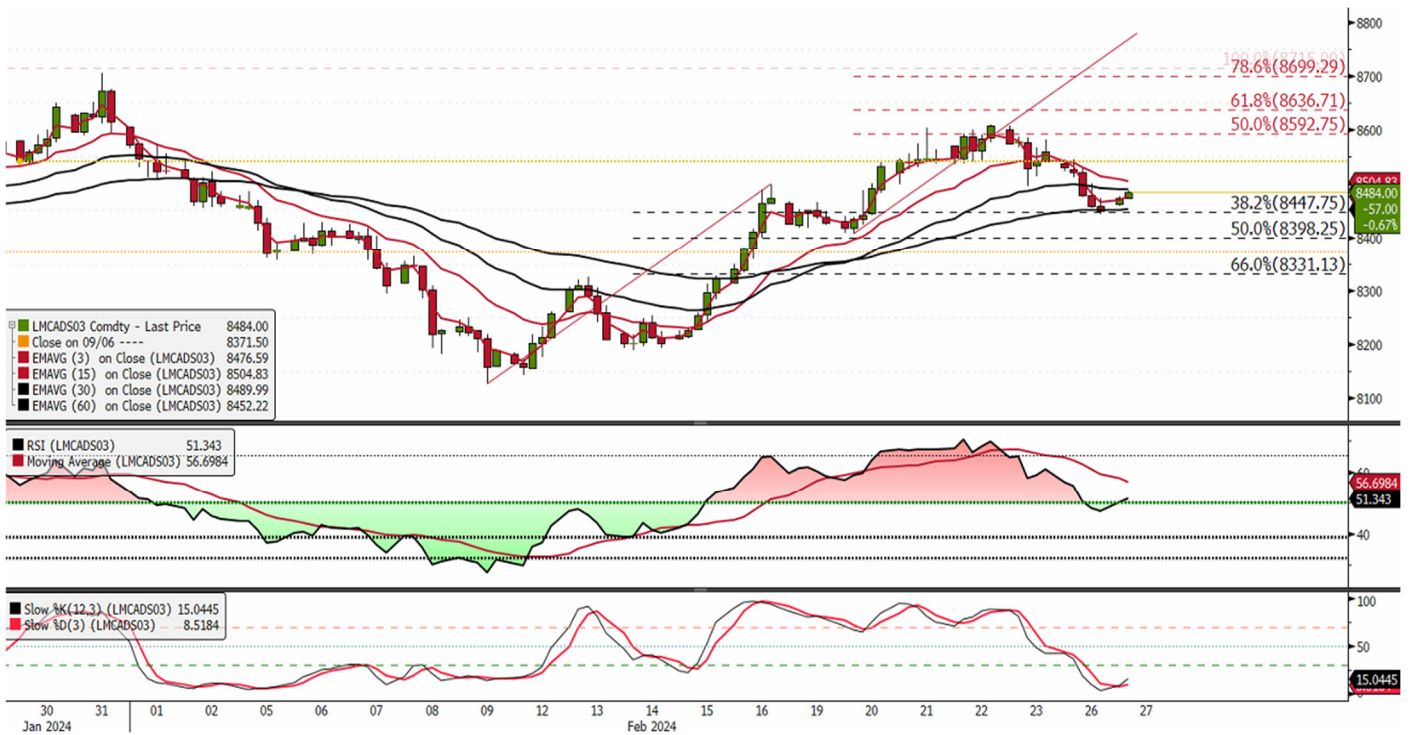 8800
100.0%(8715.00)
78.6%(8699.29)
8700
61.8%(8636.71)
8600
50.0%(8592.75)
8504.83
8484.00
-57.00
-0.67%
38.2%(8447.75)
50.0%(8398.25)
8400
66.0%(8331.13)
8300
LMCADS03 Comdty - Last Price 8484.00
Close on 09/06 ---- 8371.50
EMAVG (3) on Close (LMCADS03) 8476.59
EMAVG (15) on Close (LMCADS03) 8504.83
EMAVG (30) on Close (LMCADS03) 8489.99
EMAVG (60) on Close (LMCADS03) 8452.22
8200
8100
RSI (LMCADS03) 51.343
Moving Average (LMCADS03) 56.6984
60
56.6984
51.343
40
Slow %K(12,3) (LMCADS03) 15.0445
Slow %D(3) (LMCADS03) 8.5184
100
50
15.0445
0
30 31 01 02 05 06 07 08 09 12 13 14 15 16 19 20 21 22 23 26 27
Jan 2024 Feb 2024